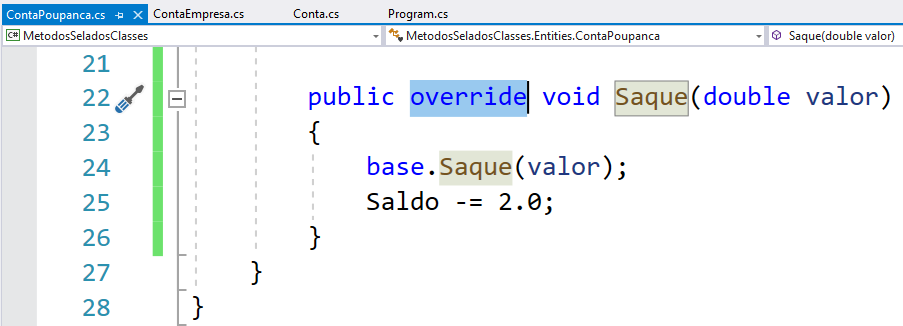 ContaPoupanca.cs ContaEmpresa.cs Conta.cs Program.cs
C# MetodosSeladosClasses MetodosSeladosClasses.Entities.ContaPoupanca Saque(double valor)
21
22 public override void Saque(double valor)
23 {
24 base.Saque(valor);
25 Saldo -= 2.0;
26 }
27 }
28 }